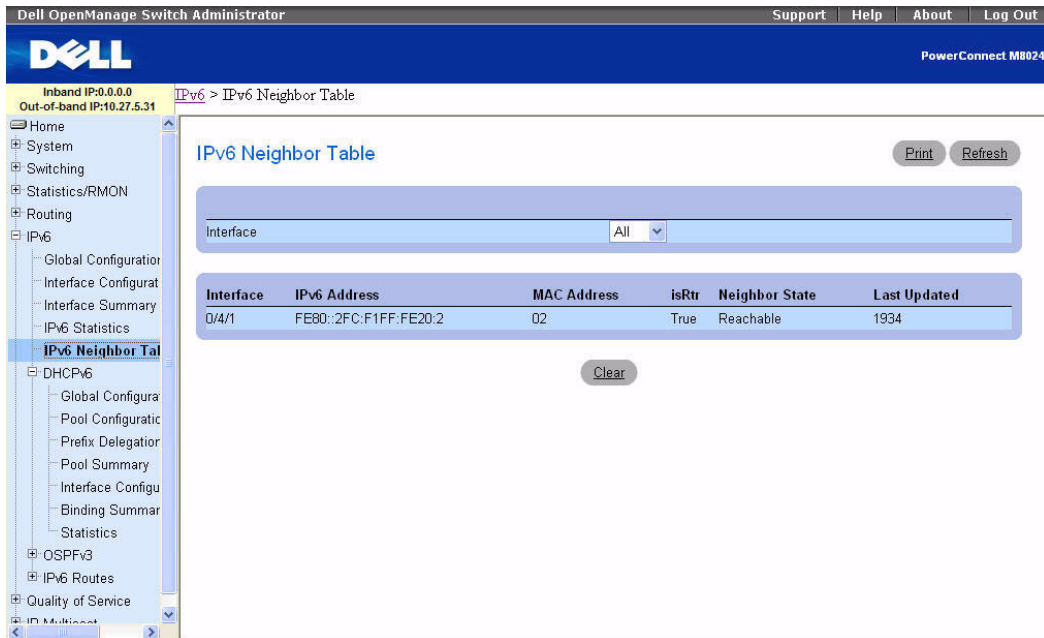 Dell OpenManage Switch Administrator
Support Help About Log Out
DELL
PowerConnect M8024
Inband IP:0.0.0.0
Out-of-band IP:10.27.5.31
IPv6 > IPv6 Neighbor Table
Home
System
Switching
Statistics/RMON
Routing
IPv6
Global Configuration
Interface Configurat
Interface Summary
IPv6 Statistics
IPv6 Neighbor Tal
DHCPv6
Global Configura
Pool Configuratic
Prefix Delegation
Pool Summary
Interface Configu
Binding Summar
Statistics
OSPFv3
IPv6 Routes
Quality of Service
IP Multicast
IPv6 Neighbor Table
Print Refresh
Interface All
Interface IPv6 Address MAC Address isRtr Neighbor State Last Updated
0/4/1 FE80::2FC:F1FF:FE20:2 02 True Reachable 1934
Clear